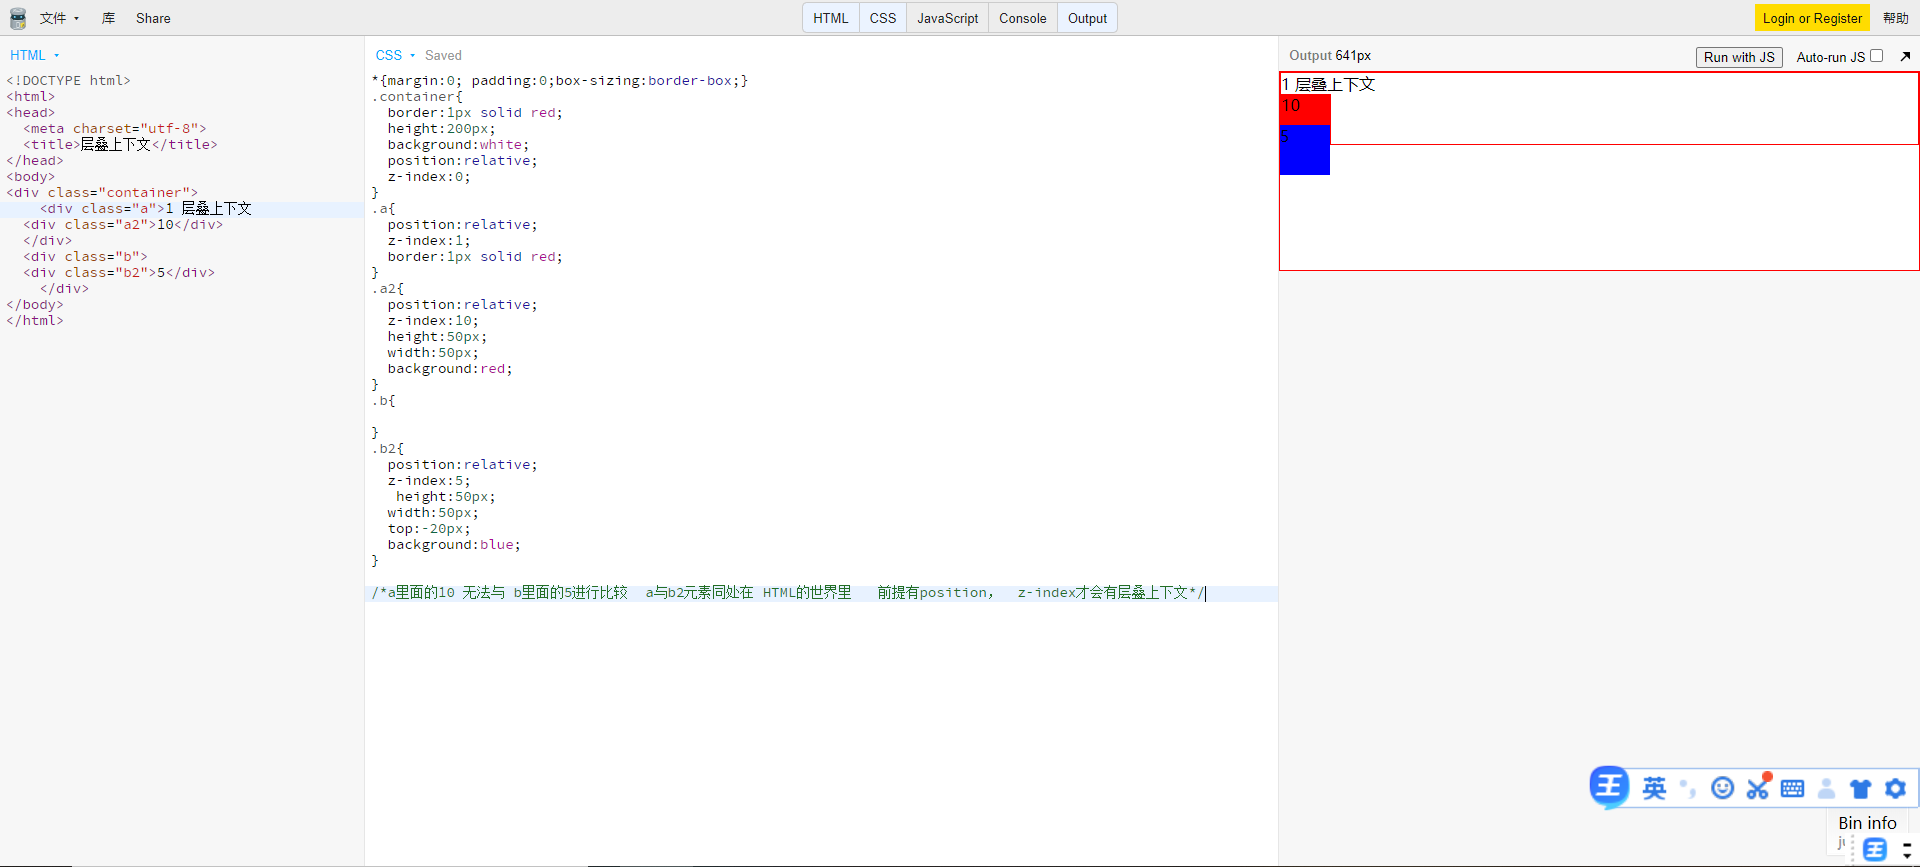 文件 库 Share HTML CSS JavaScript Console Output Login or Register 帮助
HTML
<!DOCTYPE html>
<html>
<head>
  <meta charset="utf-8">
  <title>层叠上下文</title>
</head>
<body>
<div class="container">
    <div class="a">1 层叠上下文
  <div class="a2">10</div>
  </div>
  <div class="b">
  <div class="b2">5</div>
    </div>
</body>
</html>
CSS Saved
*{margin:0; padding:0;box-sizing:border-box;}
.container{
  border:1px solid red;
  height:200px;
  background:white;
  position:relative;
  z-index:0;
}
.a{
  position:relative;
  z-index:1;
  border:1px solid red;
}
.a2{
  position:relative;
  z-index:10;
  height:50px;
  width:50px;
  background:red;
}
.b{
}
.b2{
  position:relative;
  z-index:5;
   height:50px;
  width:50px;
  top:-20px;
  background:blue;
}
/*a里面的10 无法与 b里面的5进行比较  a与b2元素同处在 HTML的世界里   前提有position,  z-index才会有层叠上下文*/
Output 641px Run with JS Auto-run JS
1 层叠上下文
10
5
王 英
Bin info
王